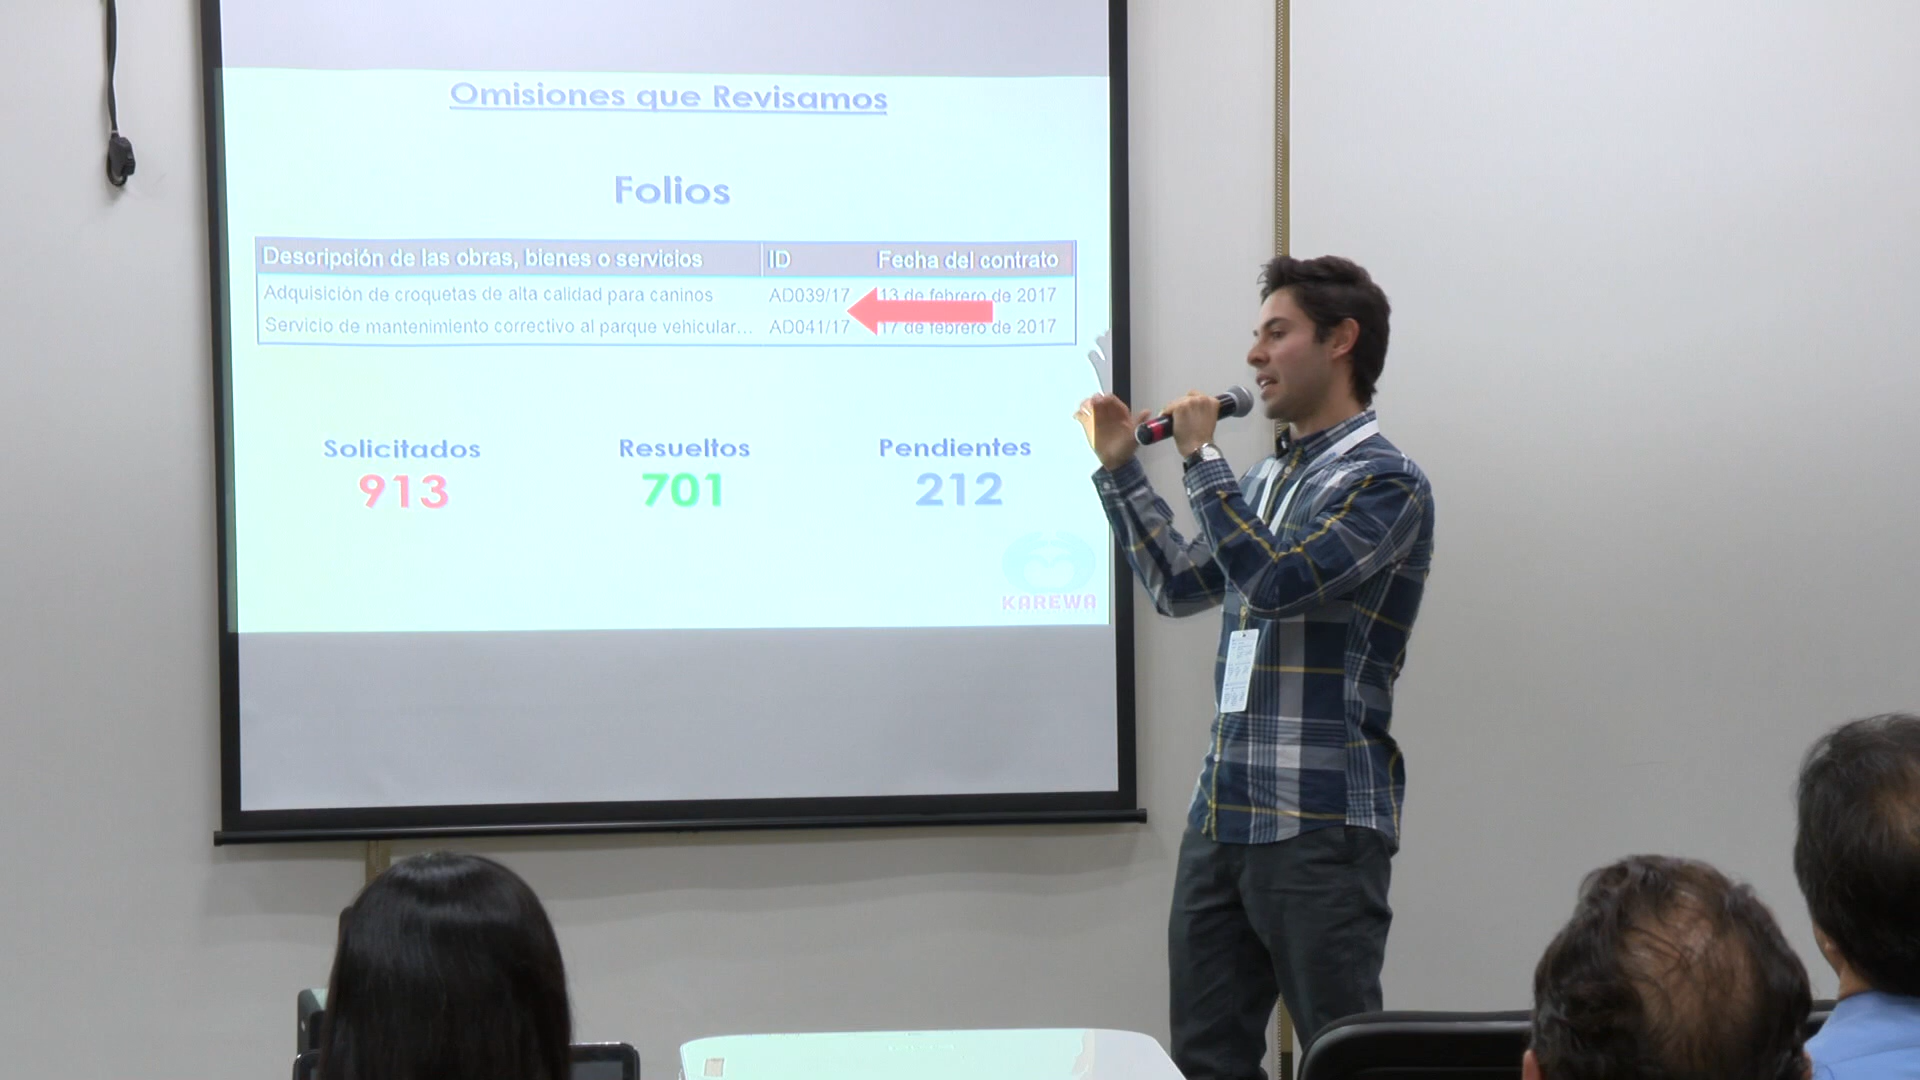 Omisiones que Revisamos
Folios
Descripción de las obras, bienes o servicios ID Fecha del contrato
Adquisición de croquetas de alta calidad para caninos AD039/17 13 de febrero de 2017
Servicio de mantenimiento correctivo al parque vehicular... AD041/17 17 de febrero de 2017
Solicitados Resueltos Pendientes
913 701 212
KAREWA